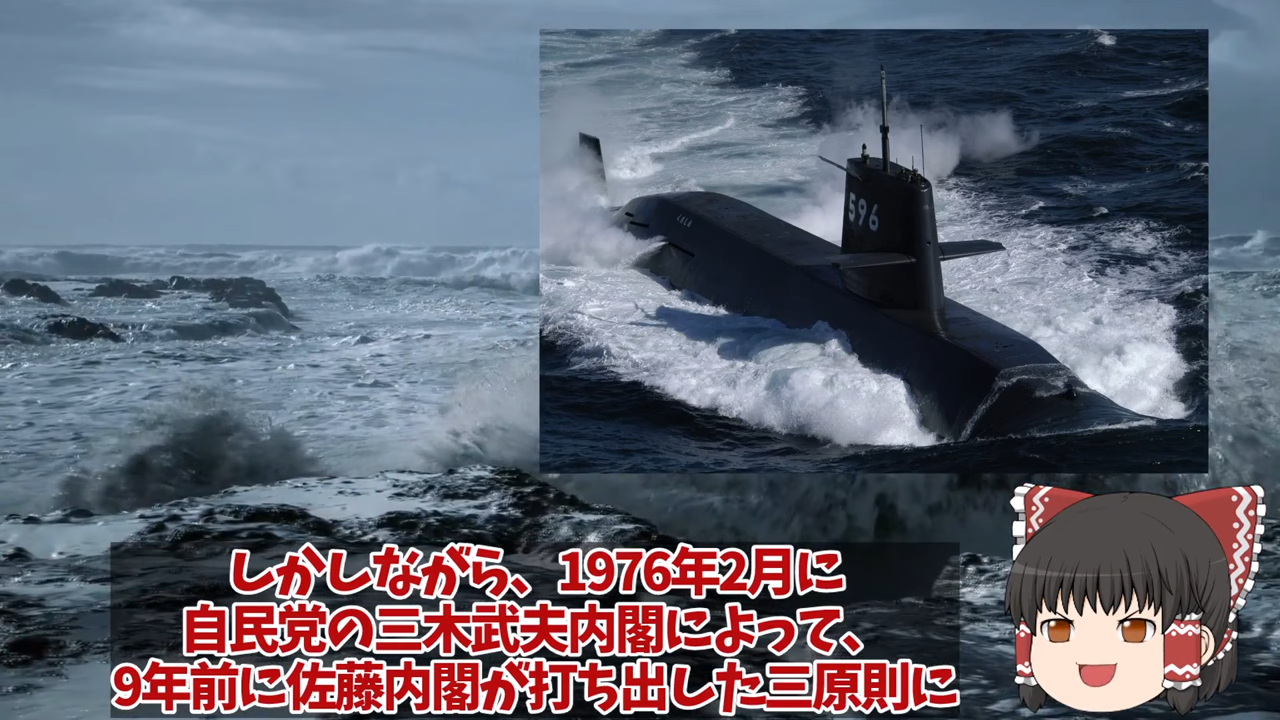 596
しかしながら、1976年2月に
自民党の三木武夫内閣によって、
9年前に佐藤内閣が打ち出した三原則に